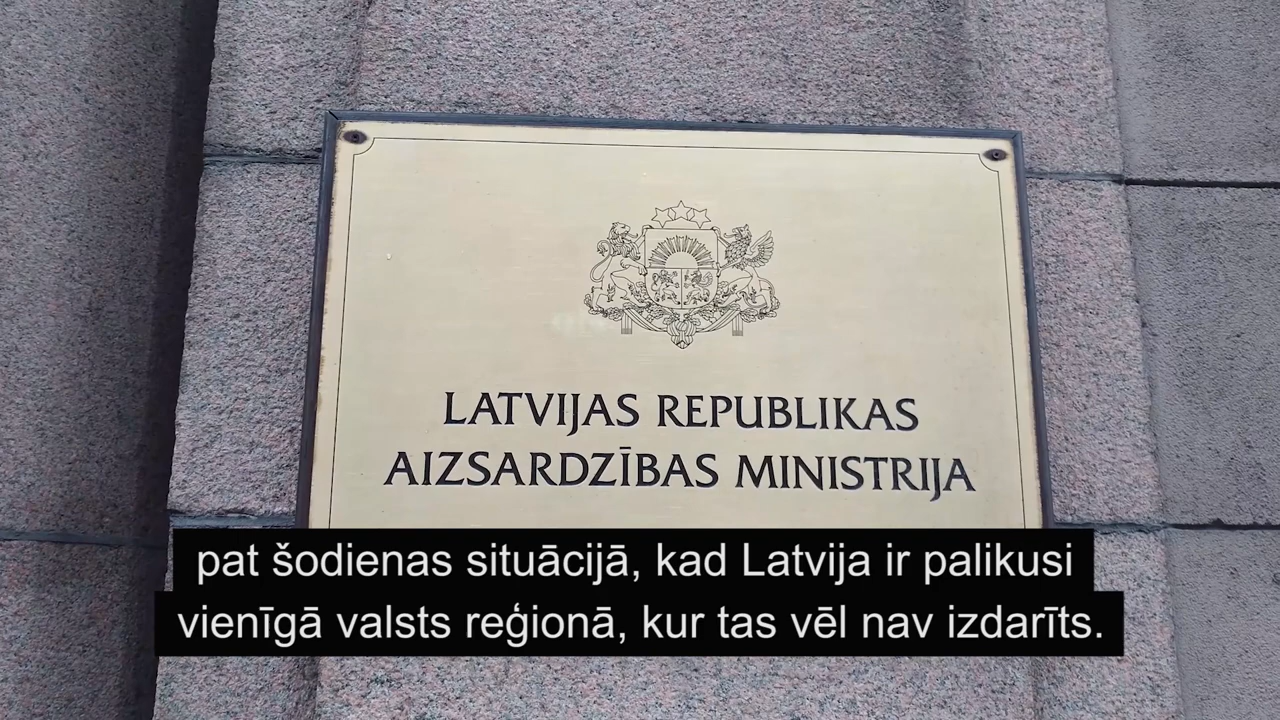 LATVIJAS REPUBLIKAS
AIZSARDZĪBAS MINISTRIJA
pat šodienas situācijā, kad Latvija ir palikusi
vienīgā valsts reģionā, kur tas vēl nav izdarīts.